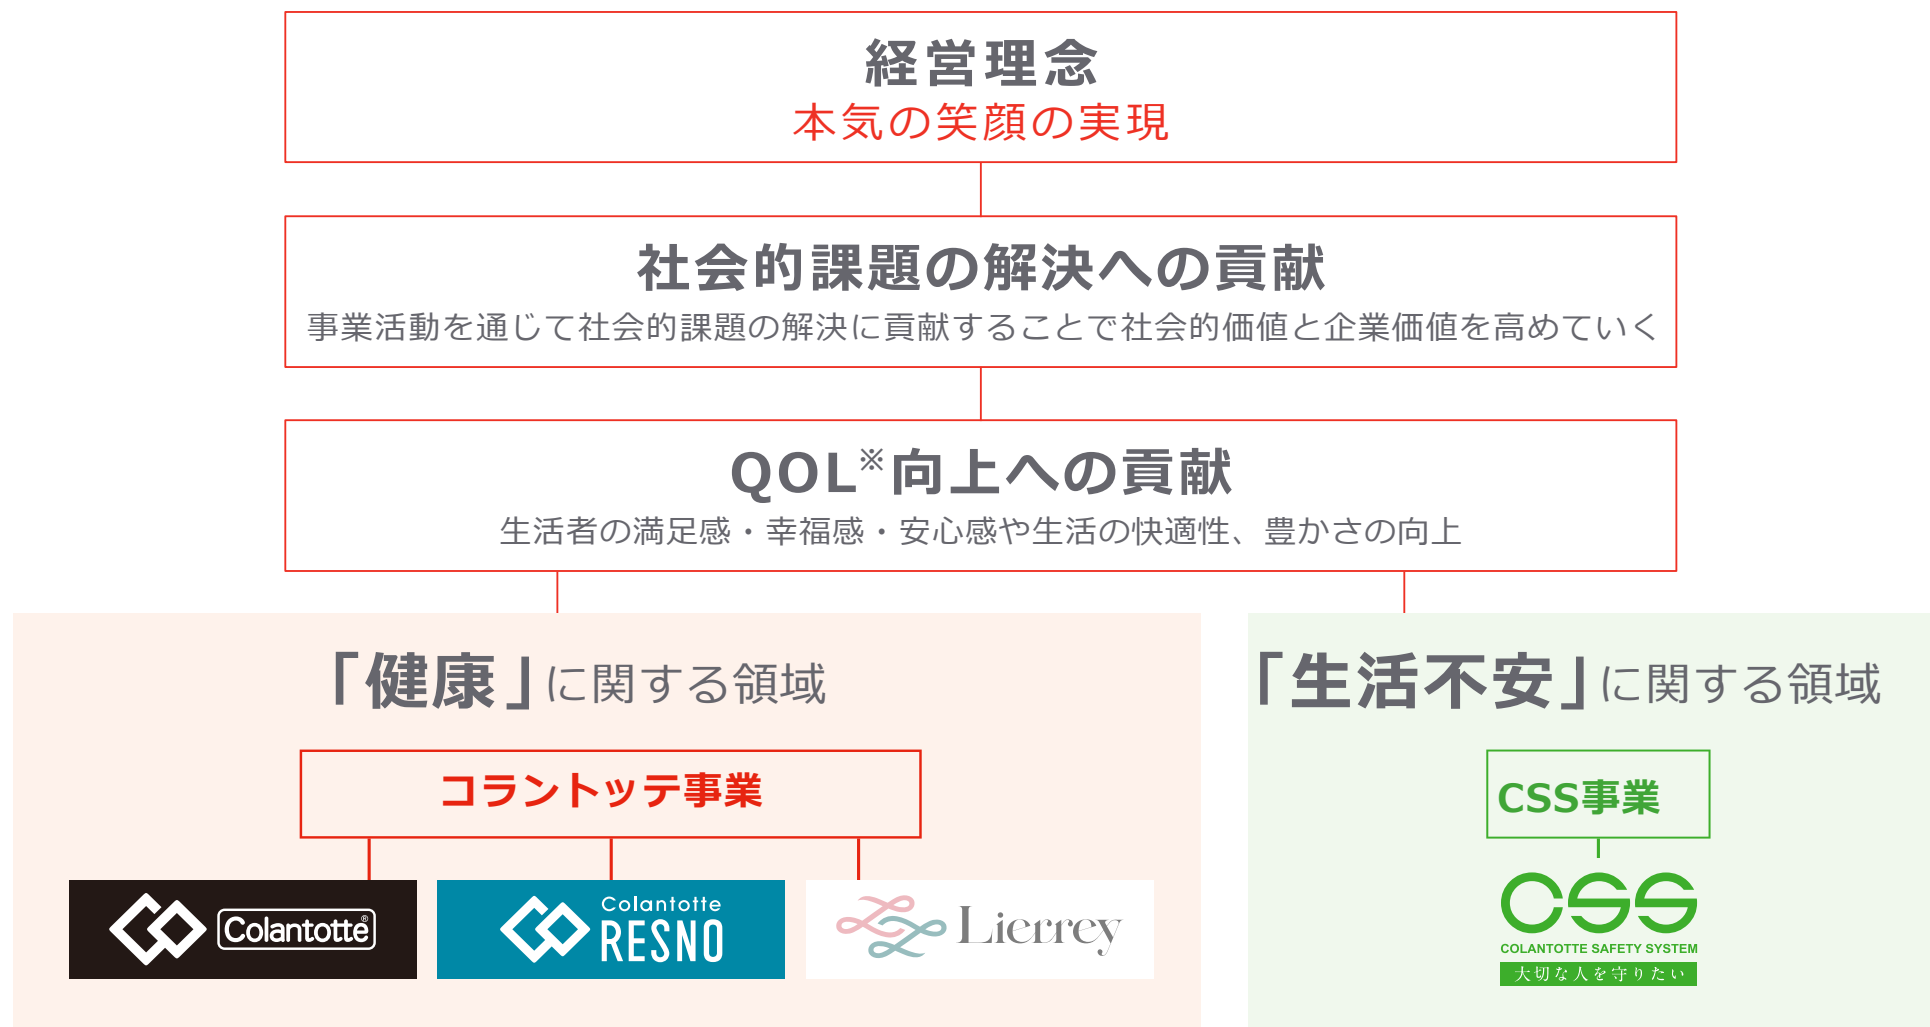 経営理念
本気の笑顔の実現
社会的課題の解決への貢献
事業活動を通じて社会的課題の解決に貢献することで社会的価値と企業価値を高めていく
QOL※向上への貢献
生活者の満足感・幸福感・安心感や生活の快適性、豊かさの向上
「健康」に関する領域
コラントッテ事業
Colantotte®
Colantotte
RESNO
Lierrey
「生活不安」に関する領域
CSS事業
CSS
COLANTOTTE SAFETY SYSTEM
大切な人を守りたい